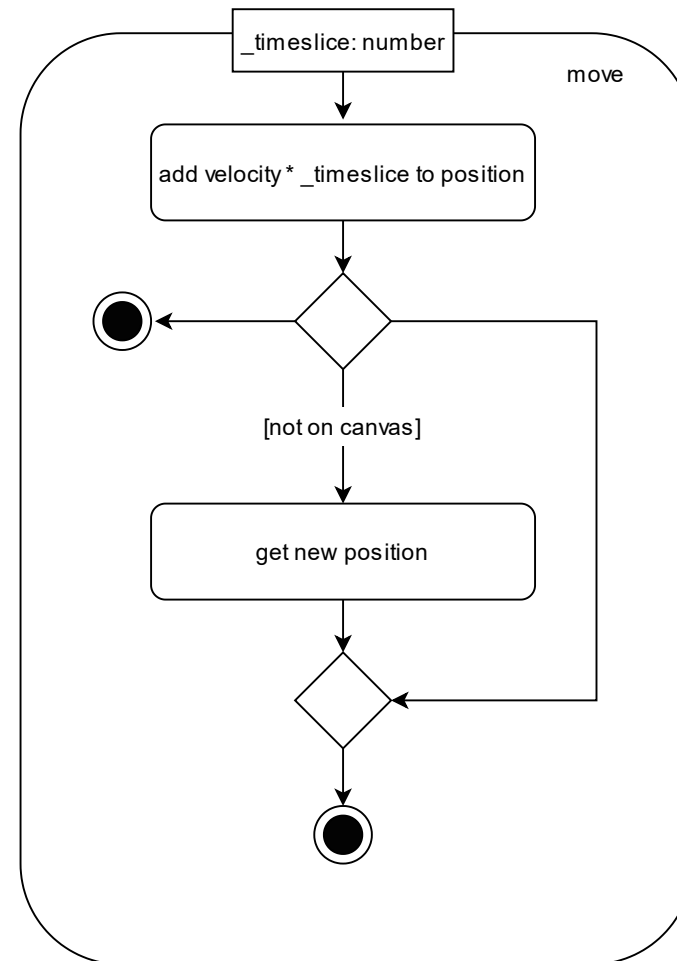 _timeslice: number
move
add velocity * _timeslice to position
[not on canvas]
get new position